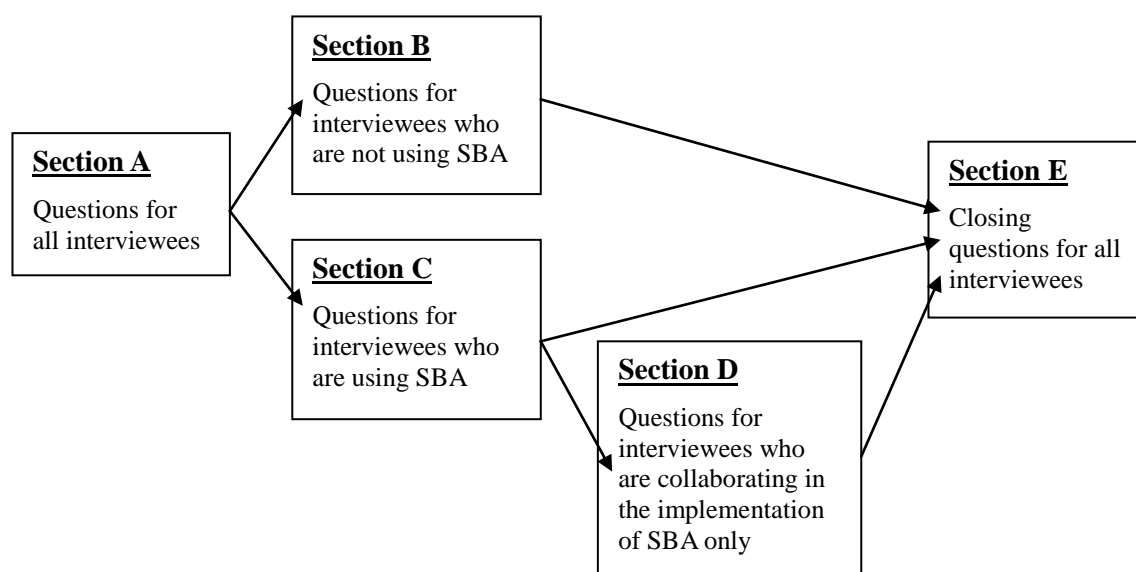 Section A
Questions for
all interviewees
Section B
Questions for
interviewees who
are not using SBA
Section C
Questions for
interviewees who
are using SBA
Section D
Questions for
interviewees who
are collaborating in
the implementation
of SBA only
Section E
Closing
questions for all
interviewees